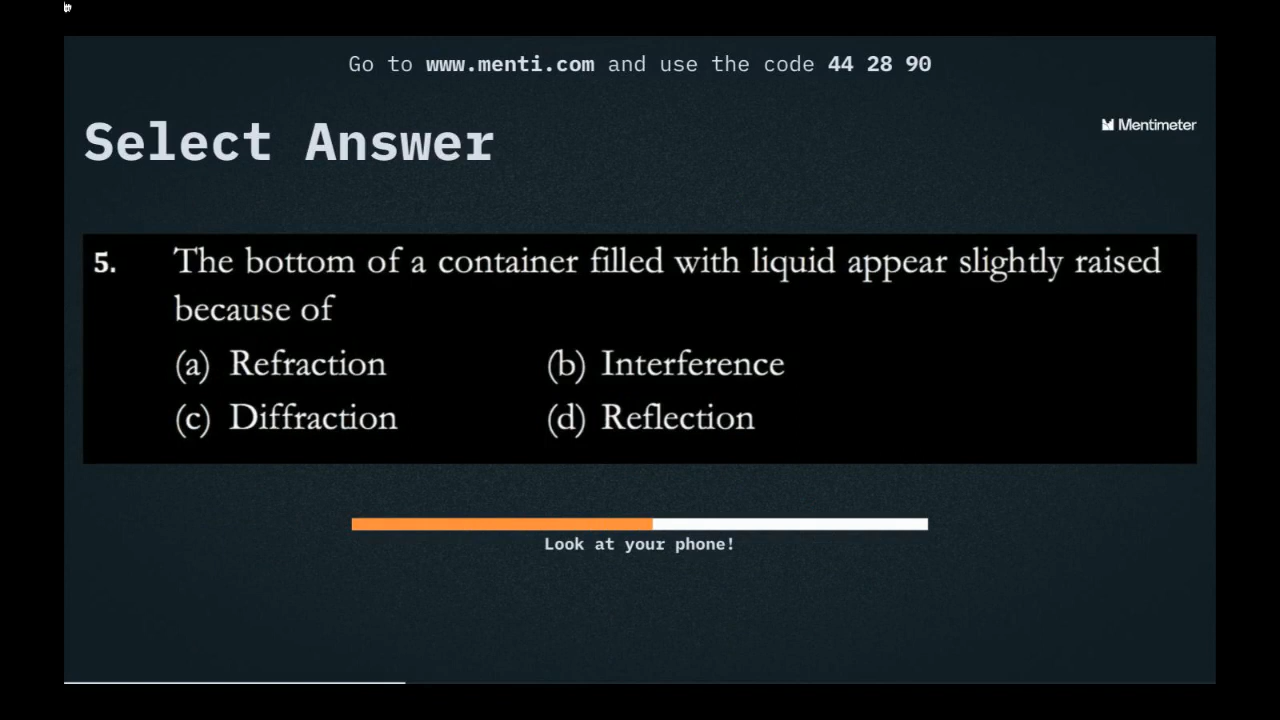 Go to www.menti.com and use the code 44 28 90
Mentimeter
Select Answer
5. The bottom of a container filled with liquid appear slightly raised
because of
(a) Refraction (b) Interference
(c) Diffraction (d) Reflection
Look at your phone!